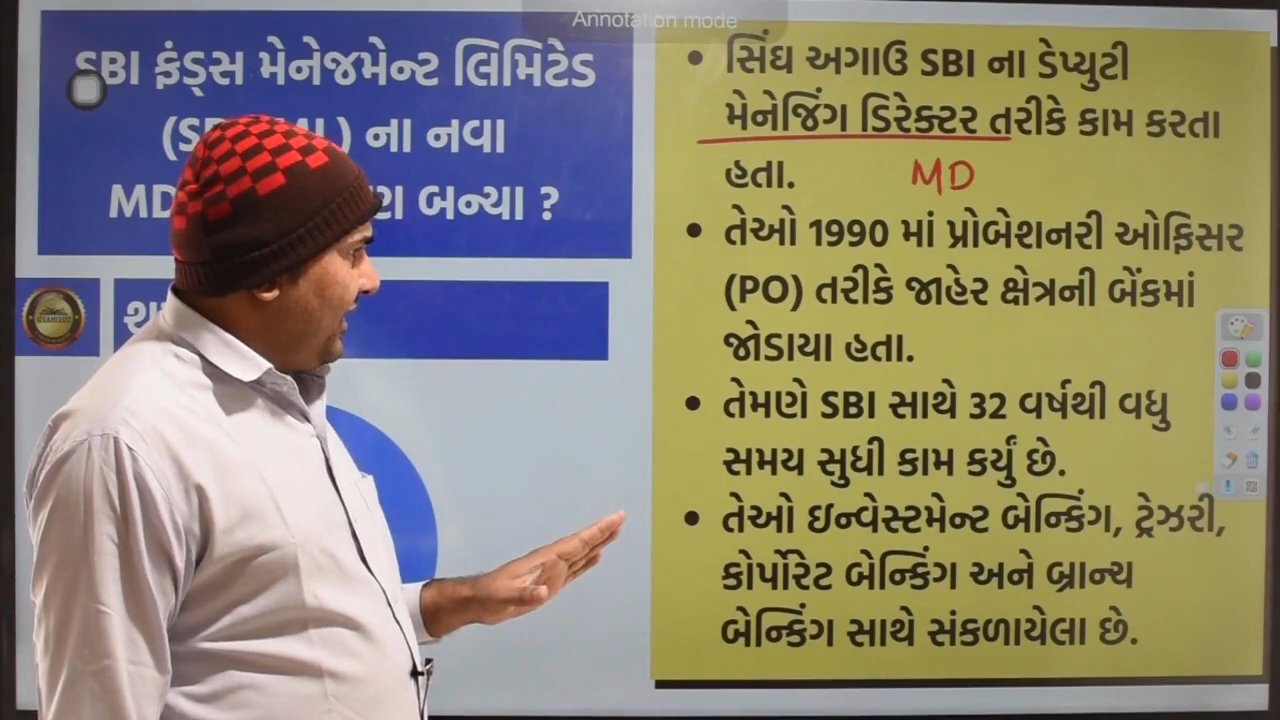 Annotation mode
SBI ફંડ્સ મેનેજમેન્ટ લિમિટેડ
ના નવા
MD બન્યા ?
• સિંઘ અગાઉ SBI ના ડેપ્યુટી
મેનેજિંગ ડિરેક્ટર તરીકે કામ કરતા
હતા. MD
• તેઓ 1990 માં પ્રોબેશનરી ઓફિસર
(PO) તરીકે જાહેર ક્ષેત્રની બેંકમાં
જોડાયા હતા.
• તેમણે SBI સાથે 32 વર્ષથી વધુ
સમય સુધી કામ કર્યું છે.
• તેઓ ઇન્વેસ્ટમેન્ટ બેન્કિંગ, ટ્રેઝરી,
કોર્પોરેટ બેન્કિંગ અને બ્રાન્ચ
બેન્કિંગ સાથે સંકળાયેલા છે.